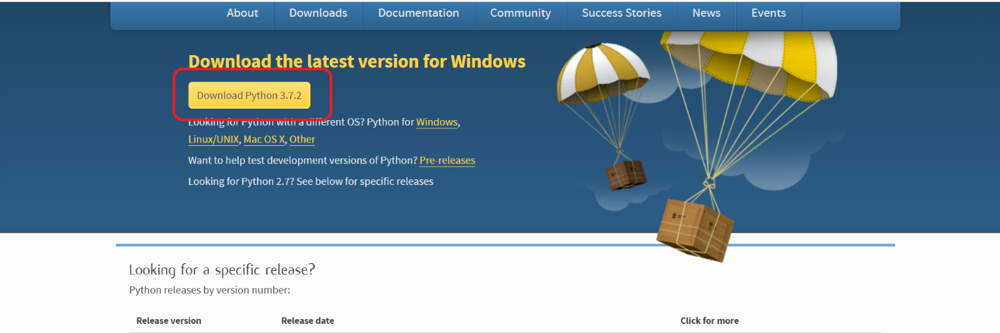 About Downloads Documentation Community Success Stories News Events
Download the latest version for Windows
Download Python 3.7.2
Looking for Python with a different OS? Python for Windows,
Linux/UNIX, Mac OS X, Other
Want to help test development versions of Python? Pre-releases
Looking for Python 2.7? See below for specific releases
Looking for a specific release?
Python releases by version number:
Release version Release date Click for more